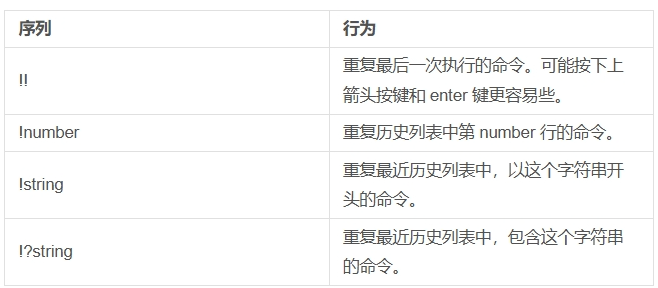 序列 行为
!! 重复最后一次执行的命令。可能按下上
箭头按键和 enter 键更容易些。
!number 重复历史列表中第 number 行的命令。
!string 重复最近历史列表中，以这个字符串开
头的命令。
!?string 重复最近历史列表中，包含这个字符串
的命令。